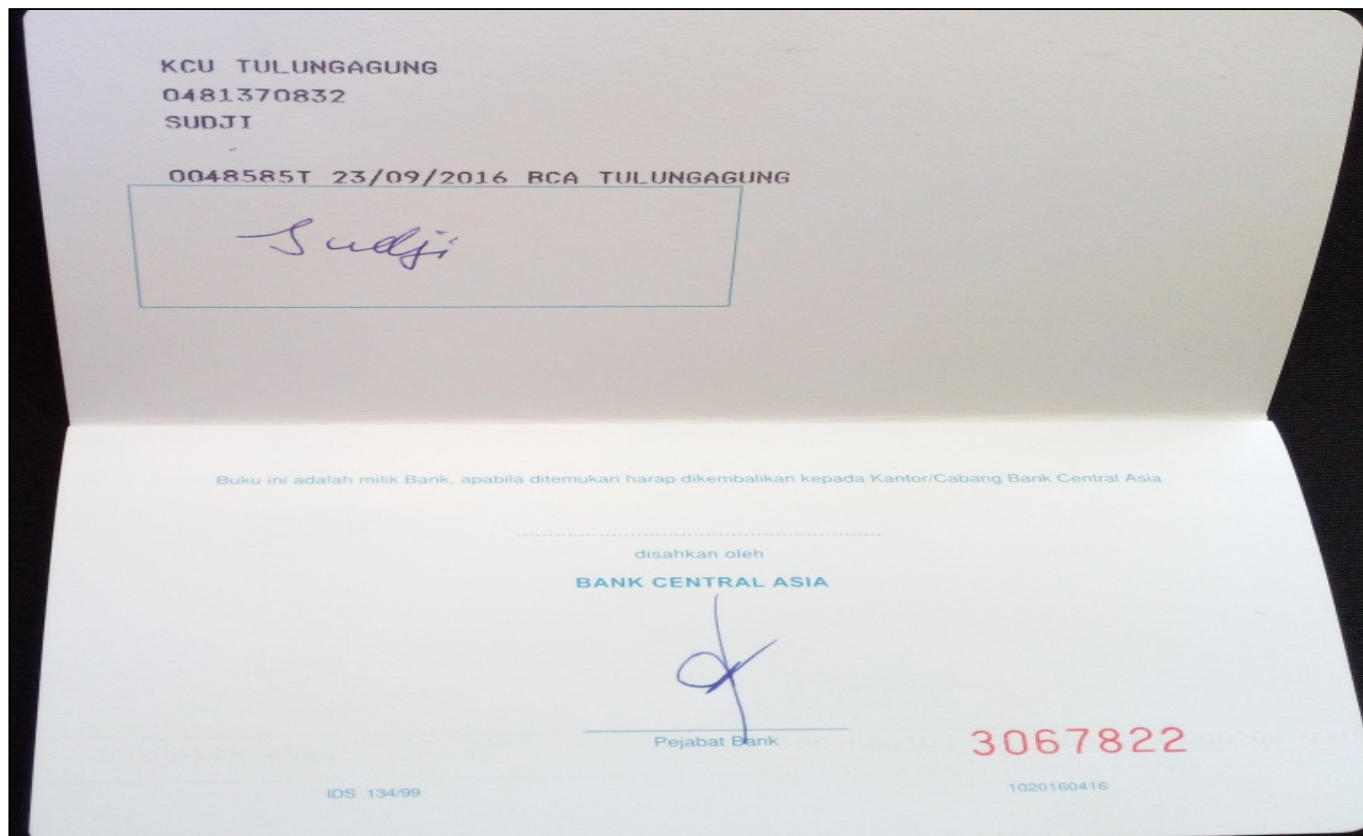 KCU TULUNGAGUNG
0481370832
SUDJI
0048585T 23/09/2016 BCA TULUNGAGUNG
Sudji
Buku ini adalah milik Bank, apabila ditemukan harap dikembalikan kepada Kantor/Cabang Bank Central Asia
disahkan oleh
BANK CENTRAL ASIA
Pejabat Bank
3067822
IDS 134/99
1020160416